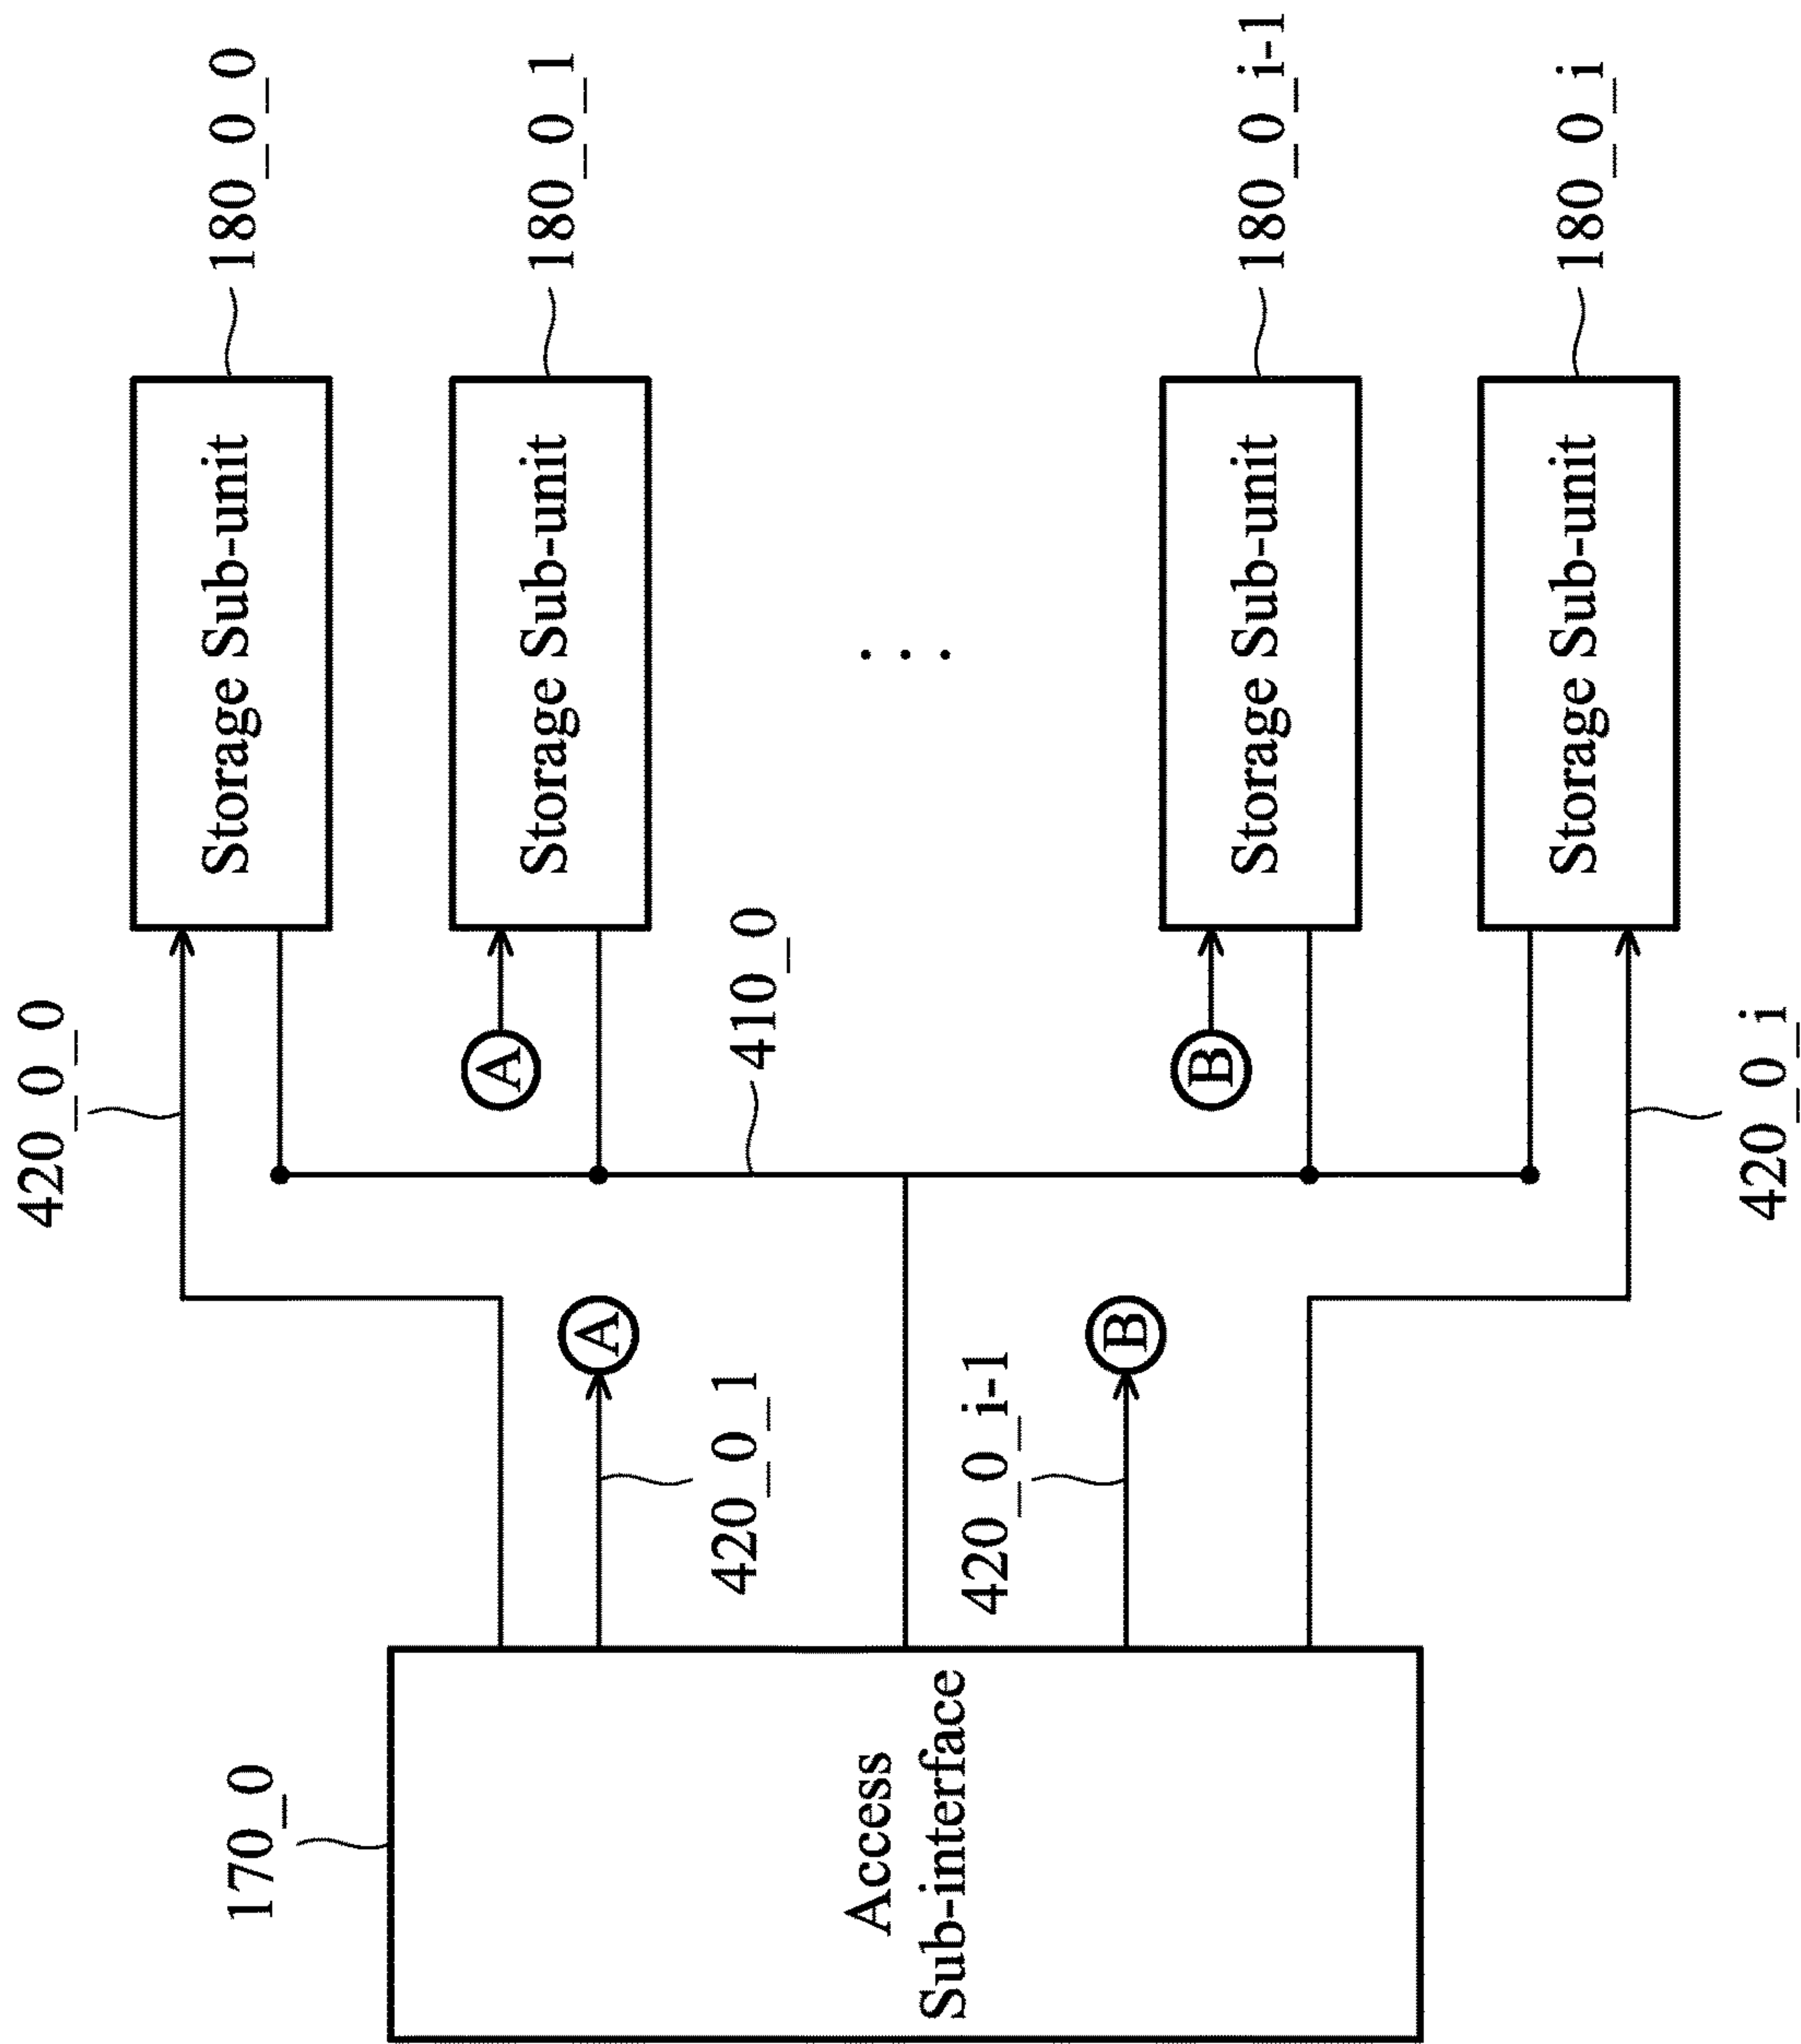 420_0_0
180_0_0
Storage Sub-unit
180_0_1
Storage Sub-unit
A
410_0
170_0
A
420_0_1
. . .
Access
Sub-interface
420_0_i-1
B
B
Storage Sub-unit
180_0_i-1
Storage Sub-unit
180_0_i
420_0_i